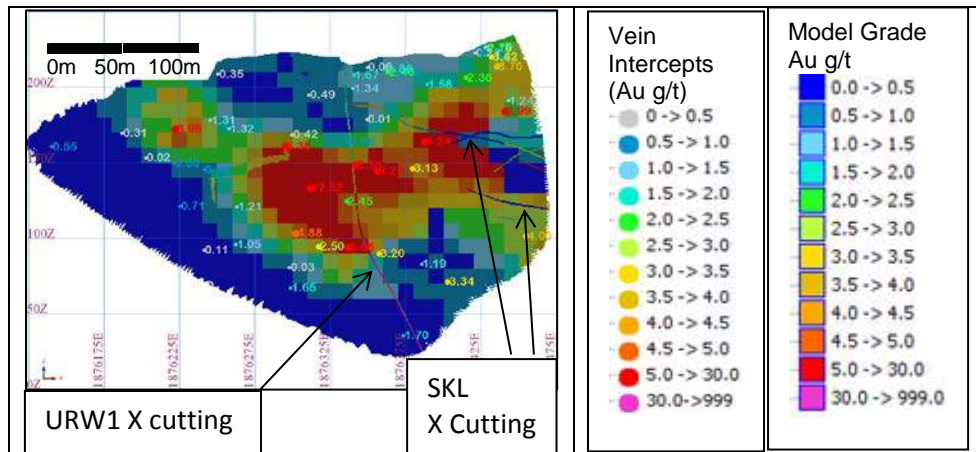 0m 50m 100m
200Z
100Z
50Z
0Z
0.35
0.49
1.34
1.58
2.36
0.01
1.31
1.32
0.42
0.31
0.02
0.55
3.13
0.71
1.21
2.45
1.05
0.11
2.50
3.20
0.03
1.19
1.65
3.34
1.70
1876175E
1876225E
1876275E
1876325E
URW1 X cutting
SKL
X Cutting
Vein
Intercepts
(Au g/t)
0 -> 0.5
0.5 -> 1.0
1.0 -> 1.5
1.5 -> 2.0
2.0 -> 2.5
2.5 -> 3.0
3.0 -> 3.5
3.5 -> 4.0
4.0 -> 4.5
4.5 -> 5.0
5.0 -> 30.0
30.0->999
Model Grade
Au g/t
0.0 -> 0.5
0.5 -> 1.0
1.0 -> 1.5
1.5 -> 2.0
2.0 -> 2.5
2.5 -> 3.0
3.0 -> 3.5
3.5 -> 4.0
4.0 -> 4.5
4.5 -> 5.0
5.0 -> 30.0
30.0 -> 999.0